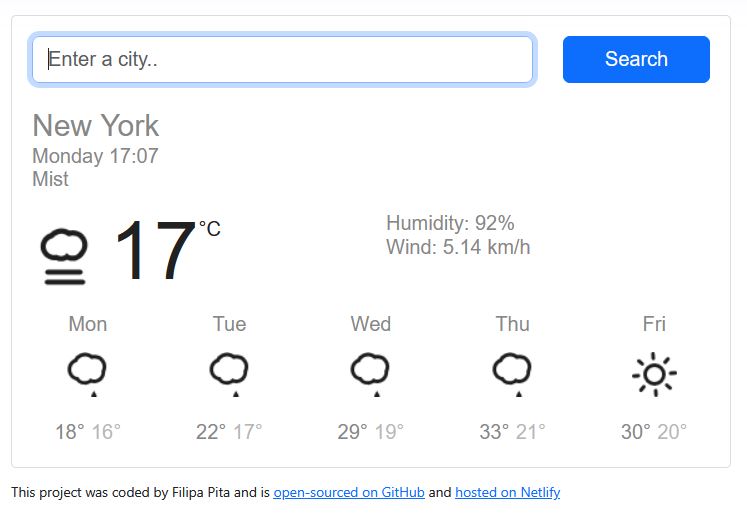 Enter a city..
Search
New York
Monday 17:07
Mist
17 °C
Humidity: 92%
Wind: 5.14 km/h
Mon Tue Wed Thu Fri
18° 16° 22° 17° 29° 19° 33° 21° 30° 20°
This project was coded by Filipa Pita and is open-sourced on GitHub and hosted on Netlify